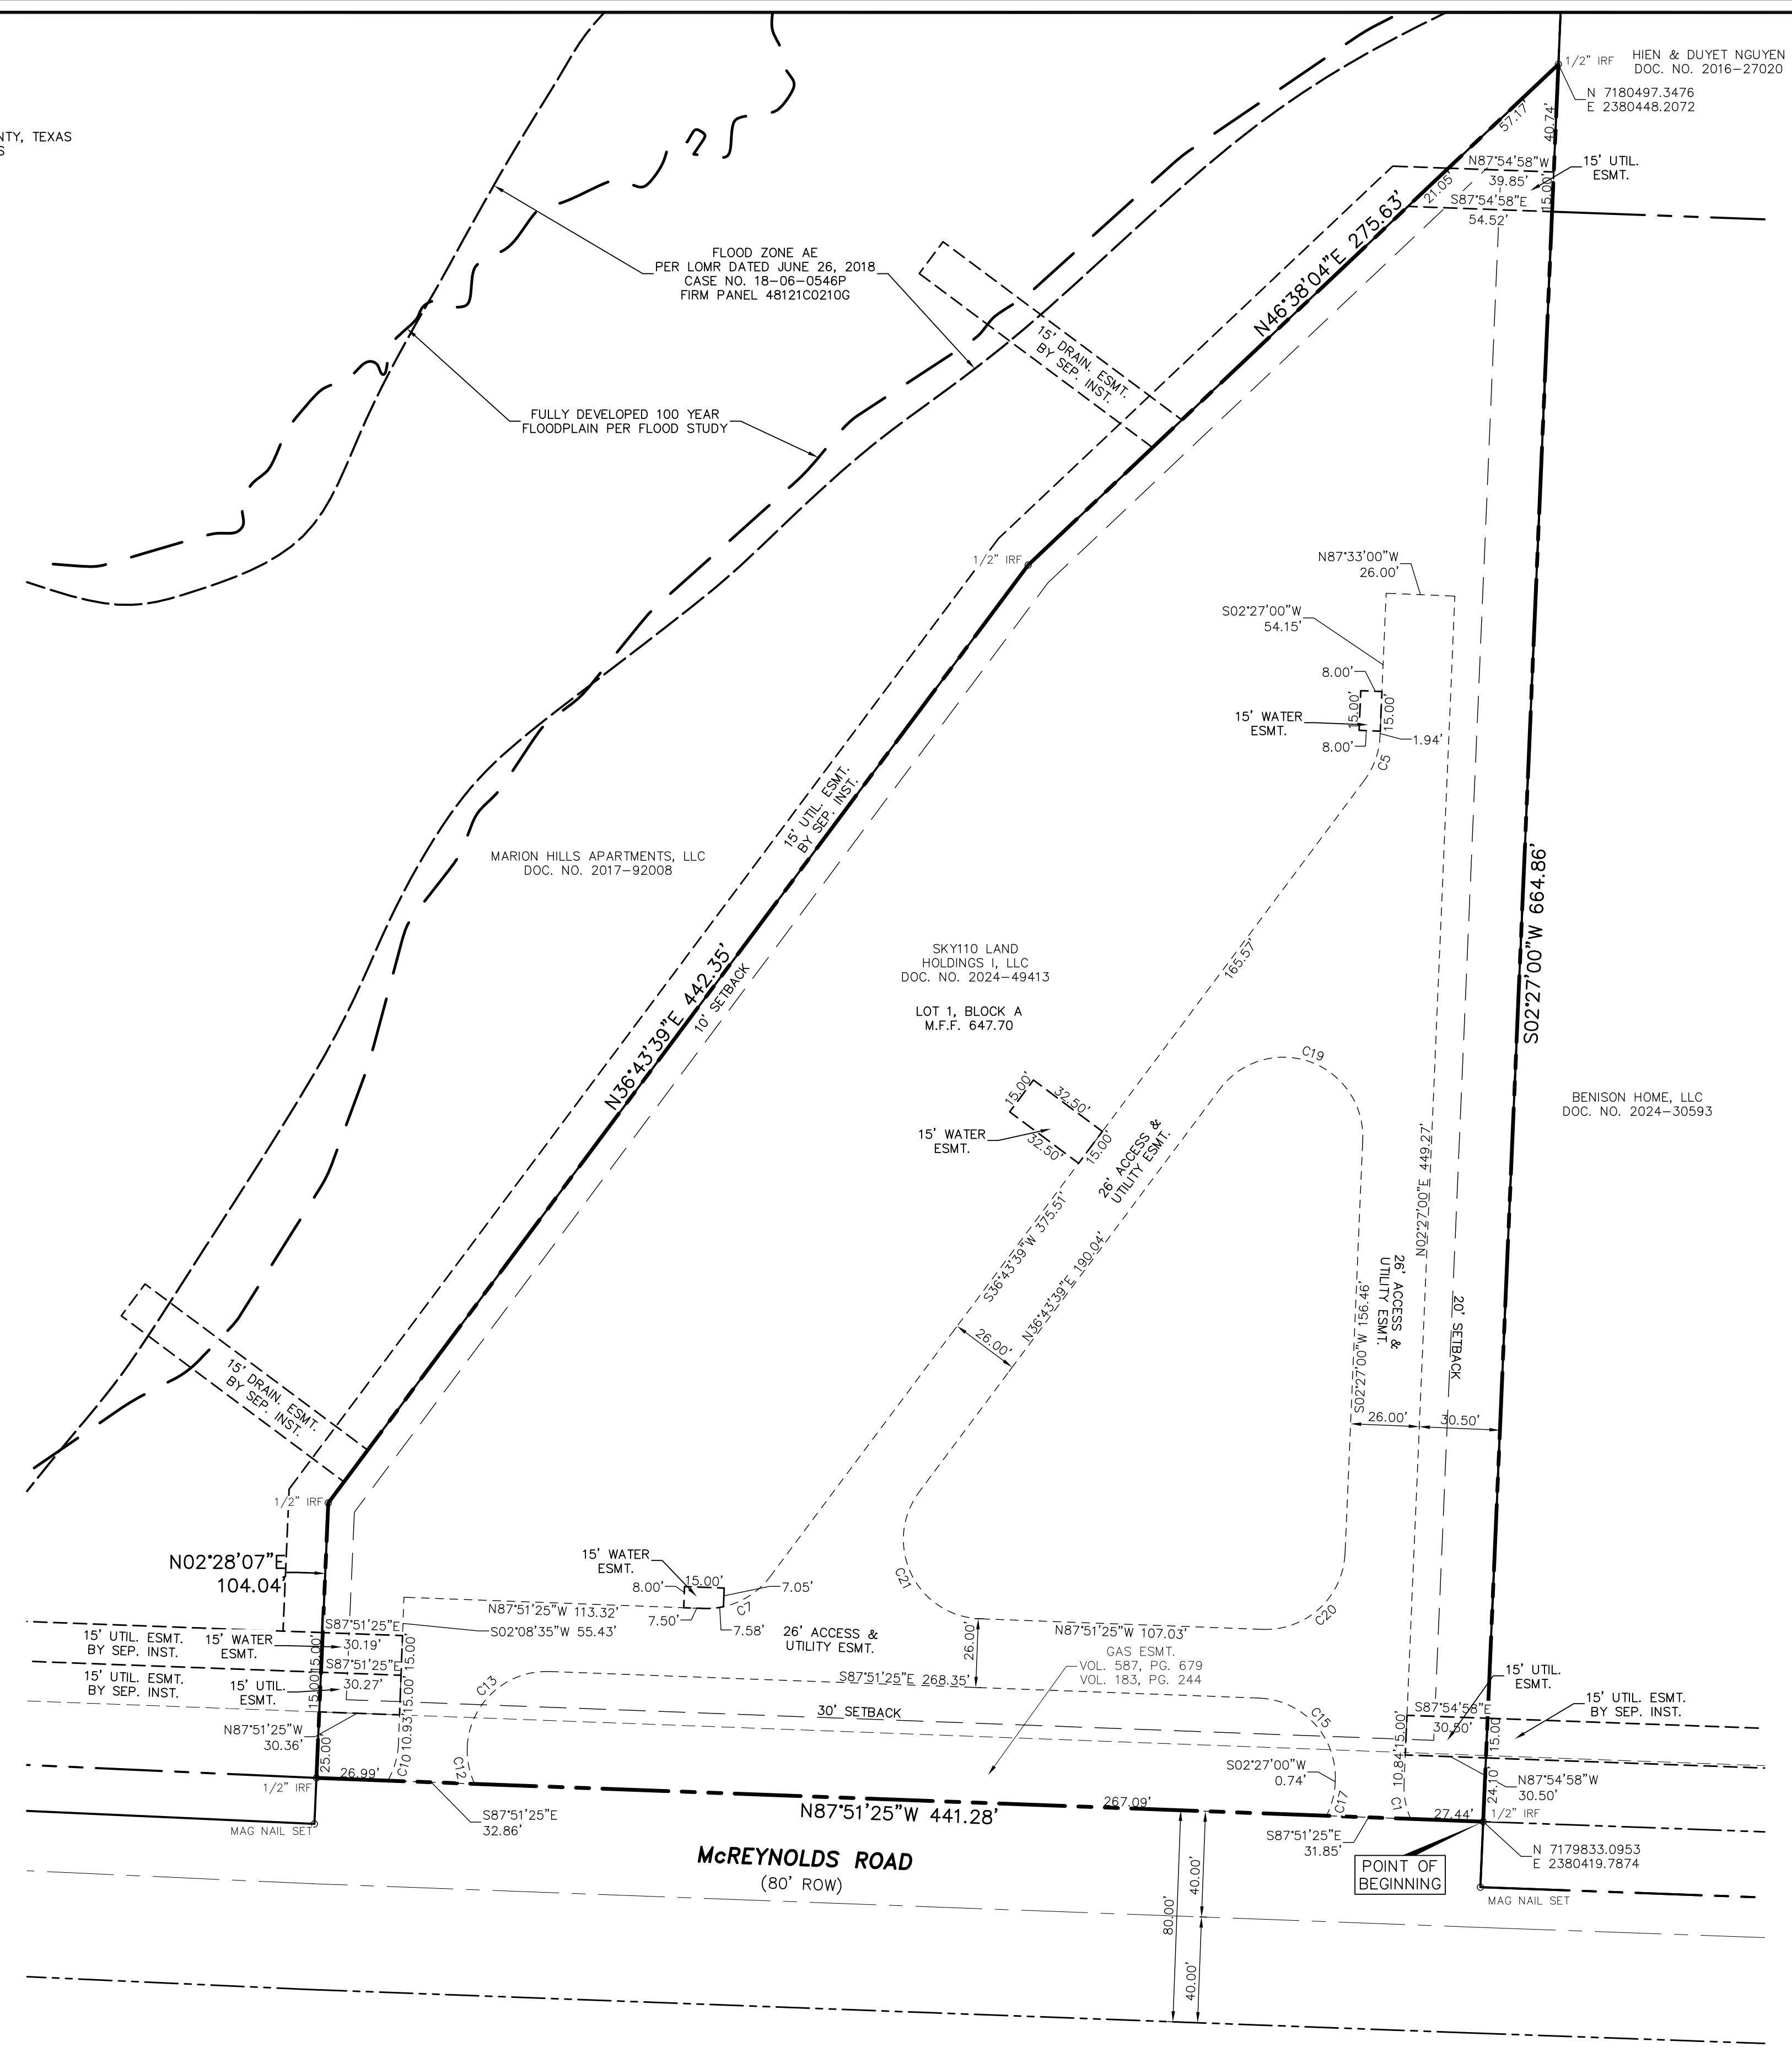 HIEN & DUYET NGUYEN
DOC. NO. 2016-27020
1/2" IRF
N 7180497.3476
E 2380448.2072
NTY, TEXAS
57.17'
40.74'
N87°54'58"W
39.85'
15' UTIL.
ESMT.
21.05'
15.00'
S87°54'58"E
54.52'
N46°38'04"E 275.63'
FLOOD ZONE AE
PER LOMR DATED JUNE 26, 2018
CASE NO. 18-06-0546P
FIRM PANEL 48121C0210G
15' DRAIN. ESMT.
BY SEP. INST.
FULLY DEVELOPED 100 YEAR
FLOODPLAIN PER FLOOD STUDY
1/2" IRF
N87°33'00"W
26.00'
S02°27'00"W
54.15'
8.00'
15.00'
15.00'
15' WATER
ESMT.
8.00'
1.94'
C5
15' UTIL. ESMT.
BY SEP. INST.
MARION HILLS APARTMENTS, LLC
DOC. NO. 2017-92008
S02°27'00"W 664.86'
SKY110 LAND
HOLDINGS I, LLC
DOC. NO. 2024-49413
165.57'
LOT 1, BLOCK A
M.F.F. 647.70
N36°43'39"E 442.35'
10' SETBACK
C19
BENISON HOME, LLC
DOC. NO. 2024-30593
15.00'
32.50'
15' WATER
ESMT.
32.50'
15.00'
26' ACCESS &
UTILITY ESMT.
N02°27'00"E 449.27'
S36°43'39"W 375.51'
N36°43'39"E 190.04'
26.00'
26' ACCESS &
UTILITY ESMT.
20' SETBACK
S02°27'00"W 156.46'
15' DRAIN. ESMT.
BY SEP. INST.
26.00'
30.50'
1/2" IRF
N02°28'07"E
104.04'
15' WATER
ESMT.
15.00'
8.00'
7.05'
C21
N87°51'25"W 113.32'
7.50'
C7
7.58'
C20
S87°51'25"E
S02°08'35"W 55.43'
26' ACCESS &
UTILITY ESMT.
N87°51'25"W 107.03'
15' UTIL. ESMT.
BY SEP. INST.
15' WATER
ESMT.
15.00'
30.19'
15.00'
26.00'
GAS ESMT.
VOL. 587, PG. 679
VOL. 183, PG. 244
S87°51'25"E
15' UTIL. ESMT.
BY SEP. INST.
15' UTIL.
ESMT.
15.00'
30.27'
15.00'
C13
S87°51'25"E 268.35'
15' UTIL.
ESMT.
15' UTIL. ESMT.
BY SEP. INST.
30' SETBACK
C15
S87°54'58"E
30.50'
15.00'
15.00'
N87°51'25"W
30.36'
25.00'
10.93'
C10
C12
S02°27'00"W
0.74'
10.84'
N87°54'58"W
30.50'
24.10'
26.99'
1/2" IRF
C17
C1
27.44'
1/2" IRF
267.09'
S87°51'25"E
32.86'
N87°51'25"W 441.28'
S87°51'25"E
31.85'
MAG NAIL SET
McREYNOLDS ROAD
(80' ROW)
N 7179833.0953
E 2380419.7874
POINT OF
BEGINNING
MAG NAIL SET
40.00'
80.00'
40.00'